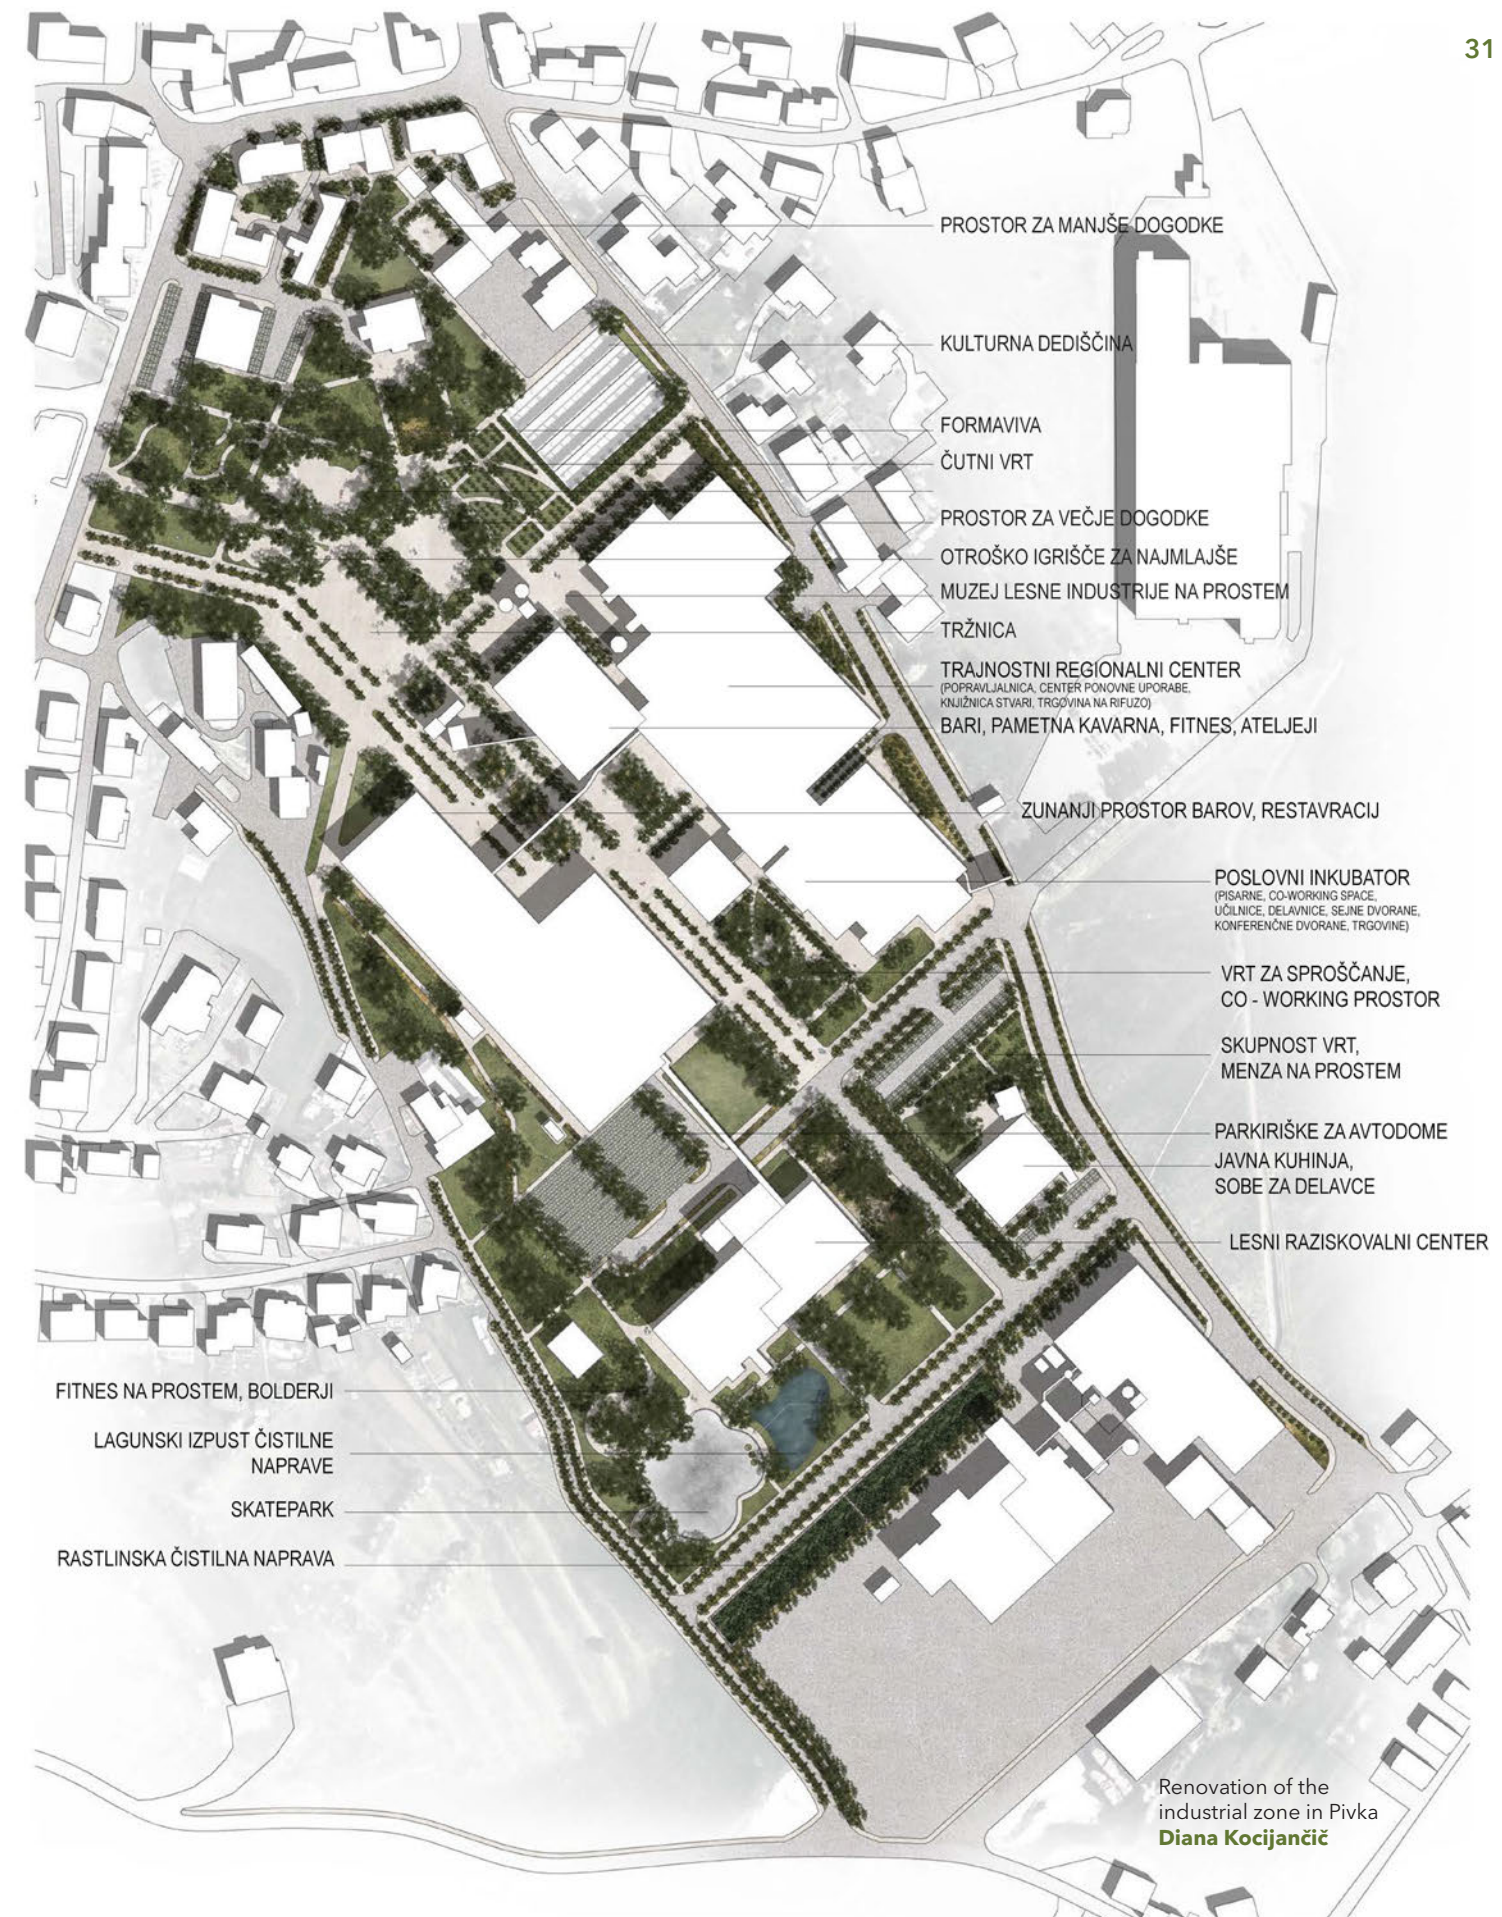 31
PROSTOR ZA MANJŠE DOGODKE
KULTURNA DEDIŠČINA
FORMAVIVA
ČUTNI VRT
PROSTOR ZA VEČJE DOGODKE
OTROŠKO IGRIŠČE ZA NAJMLAJŠE
MUZEJ LESNE INDUSTRIJE NA PROSTEM
TRŽNICA
TRAJNOSTNI REGIONALNI CENTER
(POPRAVLJALNICA, CENTER PONOVNE UPORABE,
KNJIŽNICA STVARI, TRGOVINA NA RIFUZO)
BARI, PAMETNA KAVARNA, FITNES, ATELJEJI
ZUNANJI PROSTOR BAROV, RESTAVRACIJ
POSLOVNI INKUBATOR
(PISARNE, CO-WORKING SPACE,
UČILNICE, DELAVNICE, SEJNE DVORANE,
KONFERENČNE DVORANE, TRGOVINE)
VRT ZA SPROŠČANJE,
CO - WORKING PROSTOR
SKUPNOST VRT,
MENZA NA PROSTEM
PARKIRIŠKE ZA AVTODOME
JAVNA KUHINJA,
SOBE ZA DELAVCE
LESNI RAZISKOVALNI CENTER
FITNES NA PROSTEM, BOLDERJI
LAGUNSKI IZPUST ČISTILNE
NAPRAVE
SKATEPARK
RASTLINSKA ČISTILNA NAPRAVA
Renovation of the
industrial zone in Pivka
Diana Kocijančič